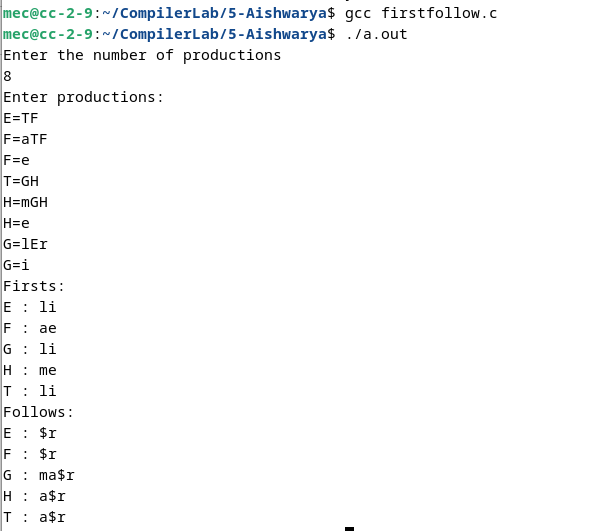 mec@cc-2-9:~/CompilerLab/5-Aishwarya$ gcc firstfollow.c
mec@cc-2-9:~/CompilerLab/5-Aishwarya$ ./a.out
Enter the number of productions
8
Enter productions:
E=TF
F=aTF
F=e
T=GH
H=mGH
H=e
G=lEr
G=i
Firsts:
E : li
F : ae
G : li
H : me
T : li
Follows:
E : $r
F : $r
G : ma$r
H : a$r
T : a$r